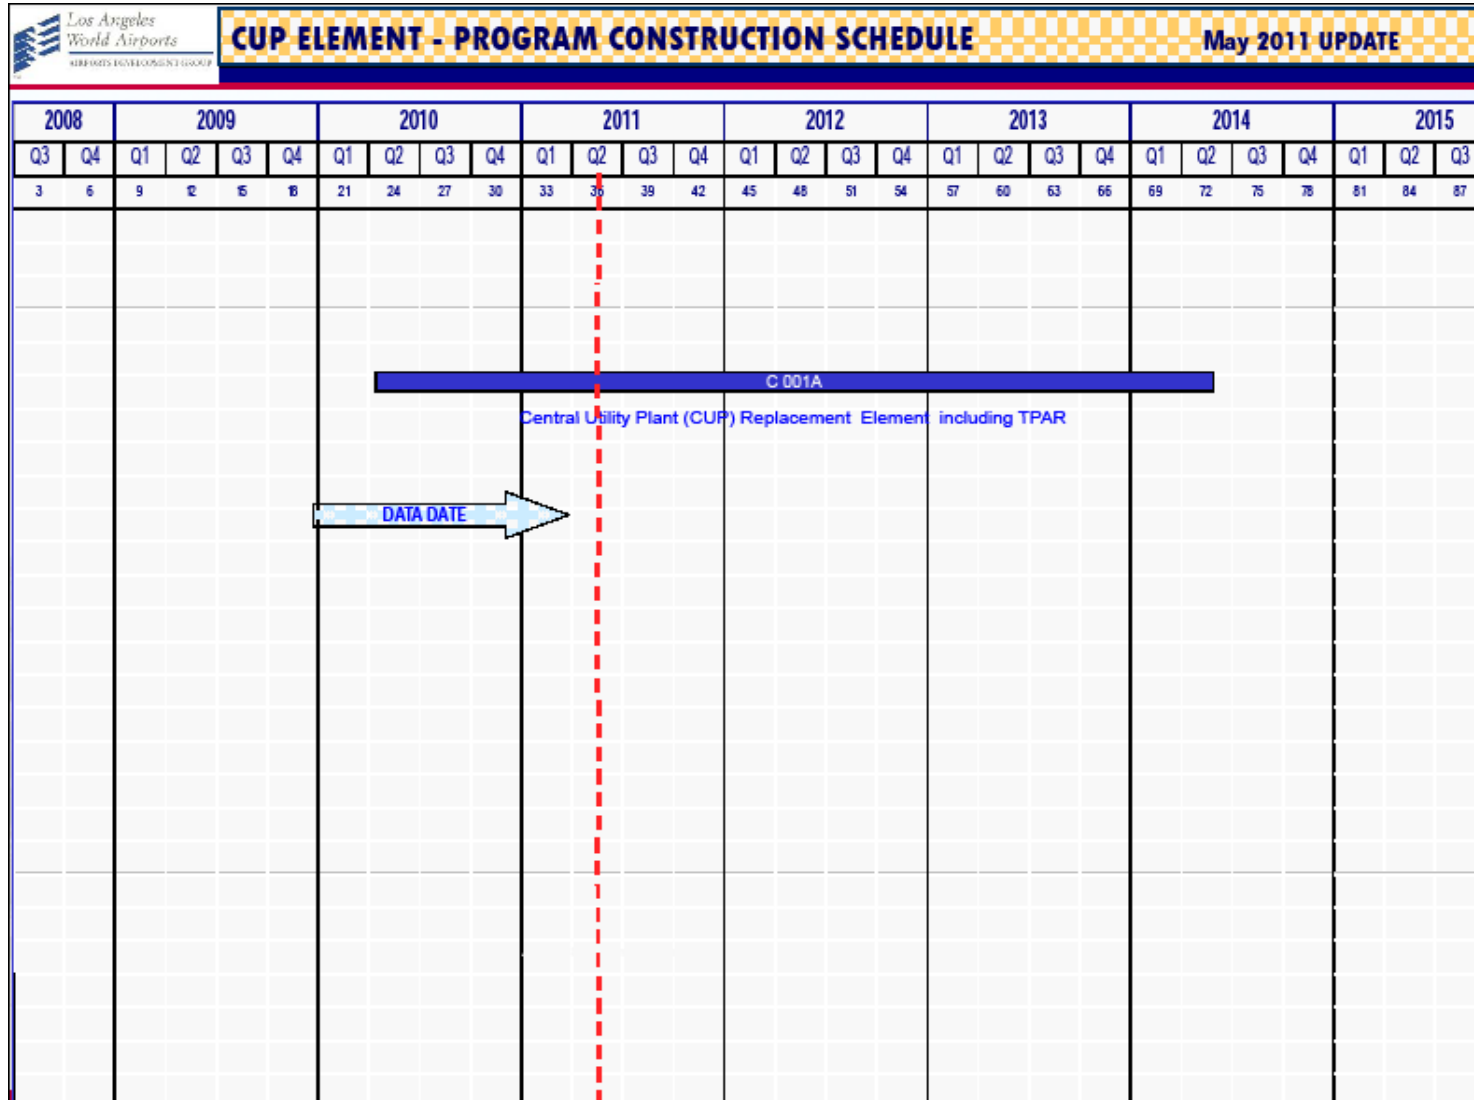 Los Angeles
World Airports
AIRPORTS DEVELOPMENT GROUP
CUP ELEMENT - PROGRAM CONSTRUCTION SCHEDULE
May 2011 UPDATE
2008 2009 2010 2011 2012 2013 2014 2015
Q3 Q4 Q1 Q2 Q3 Q4 Q1 Q2 Q3 Q4 Q1 Q2 Q3 Q4 Q1 Q2 Q3 Q4 Q1 Q2 Q3 Q4 Q1 Q2 Q3 Q4 Q1 Q2 Q3
3 6 9 12 15 18 21 24 27 30 33 36 39 42 45 48 51 54 57 60 63 66 69 72 75 78 81 84 87
C 001A
Central Utility Plant (CUP) Replacement Element including TPAR
DATA DATE